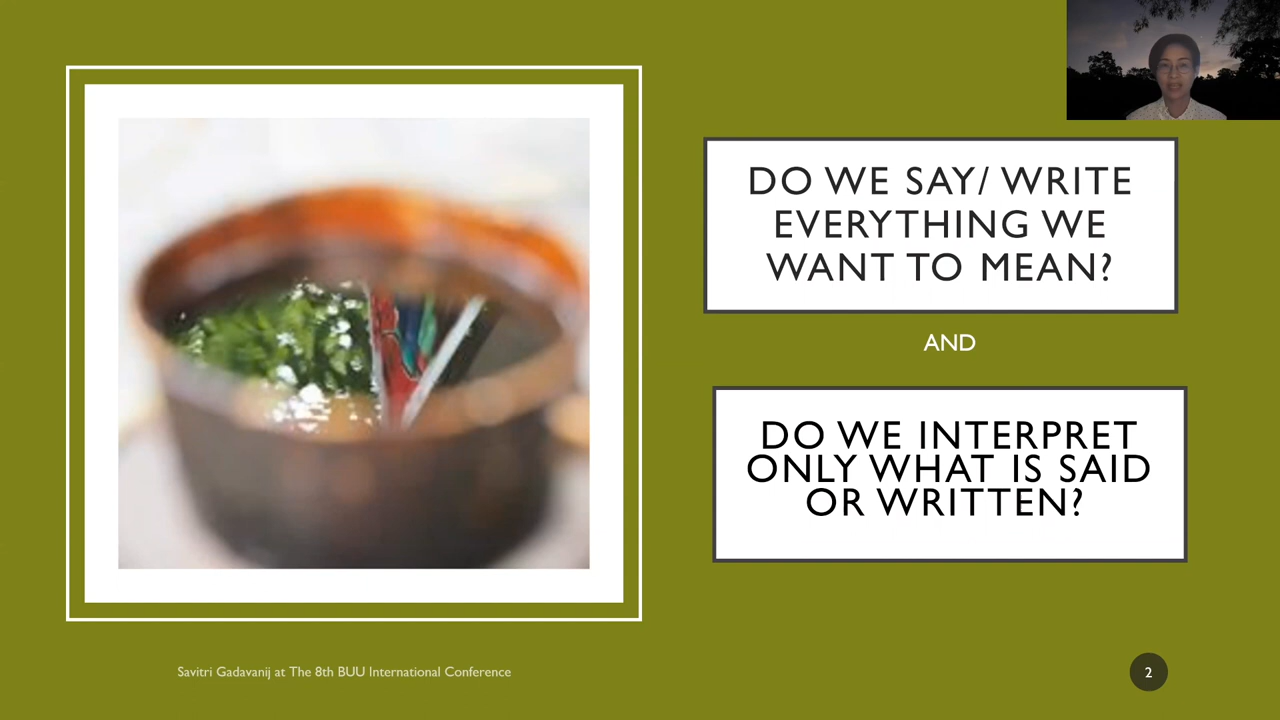 DO WE SAY/ WRITE
EVERYTHING WE
WANT TO MEAN?
AND
DO WE INTERPRET
ONLY WHAT IS SAID
OR WRITTEN?
Savitri Gadavanij at The 8th BUU International Conference
2